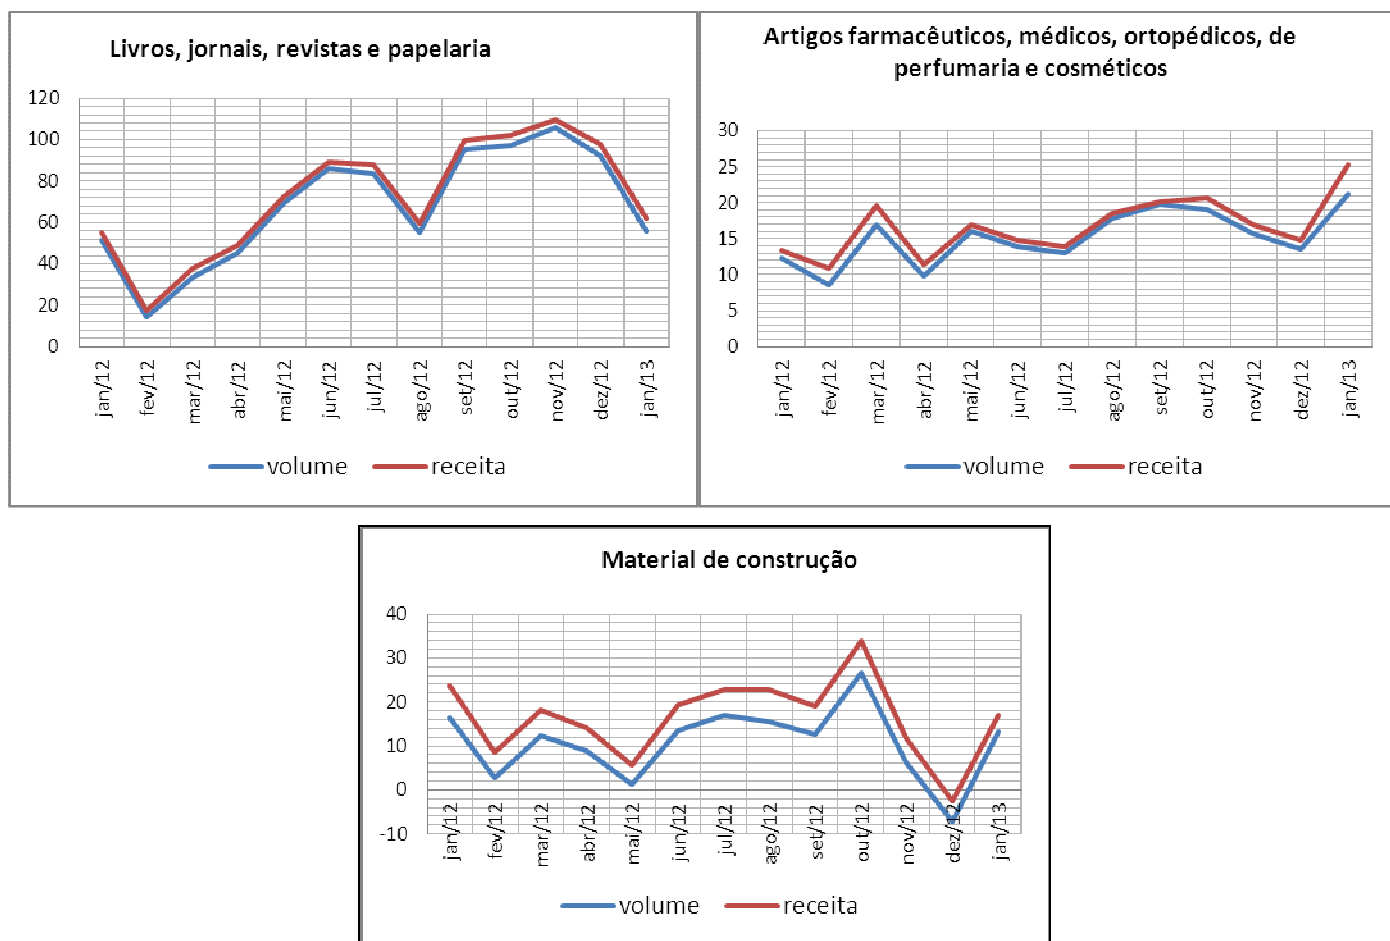 Livros, jornais, revistas e papelaria
120
100
80
60
40
20
0
jan/12
fev/12
mar/12
abr/12
mai/12
jun/12
jul/12
ago/12
set/12
out/12
nov/12
dez/12
jan/13
volume receita
Artigos farmacêuticos, médicos, ortopédicos, de
perfumaria e cosméticos
30
25
20
15
10
5
0
jan/12
fev/12
mar/12
abr/12
mai/12
jun/12
jul/12
ago/12
set/12
out/12
nov/12
dez/12
jan/13
volume receita
Material de construção
40
30
20
10
0
-10
jan/12
fev/12
mar/12
abr/12
mai/12
jun/12
jul/12
ago/12
set/12
out/12
nov/12
dez/12
jan/13
volume receita